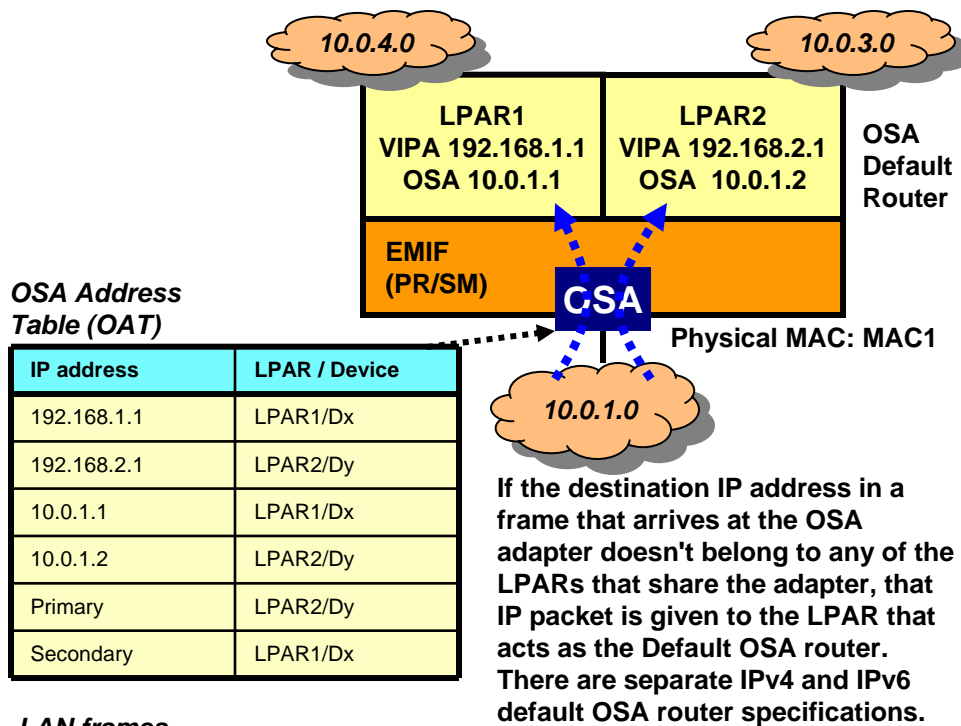 10.0.4.0
10.0.3.0
LPAR1
VIPA 192.168.1.1
OSA 10.0.1.1
LPAR2
VIPA 192.168.2.1
OSA 10.0.1.2
OSA
Default
Router
EMIF
(PR/SM)
OSA
Physical MAC: MAC1
10.0.1.0
OSA Address
Table (OAT)
IP address LPAR / Device
192.168.1.1 LPAR1/Dx
192.168.2.1 LPAR2/Dy
10.0.1.1 LPAR1/Dx
10.0.1.2 LPAR2/Dy
Primary LPAR2/Dy
Secondary LPAR1/Dx
If the destination IP address in a
frame that arrives at the OSA
adapter doesn't belong to any of the
LPARs that share the adapter, that
IP packet is given to the LPAR that
acts as the Default OSA router.
There are separate IPv4 and IPv6
default OSA router specifications.
LAN frames